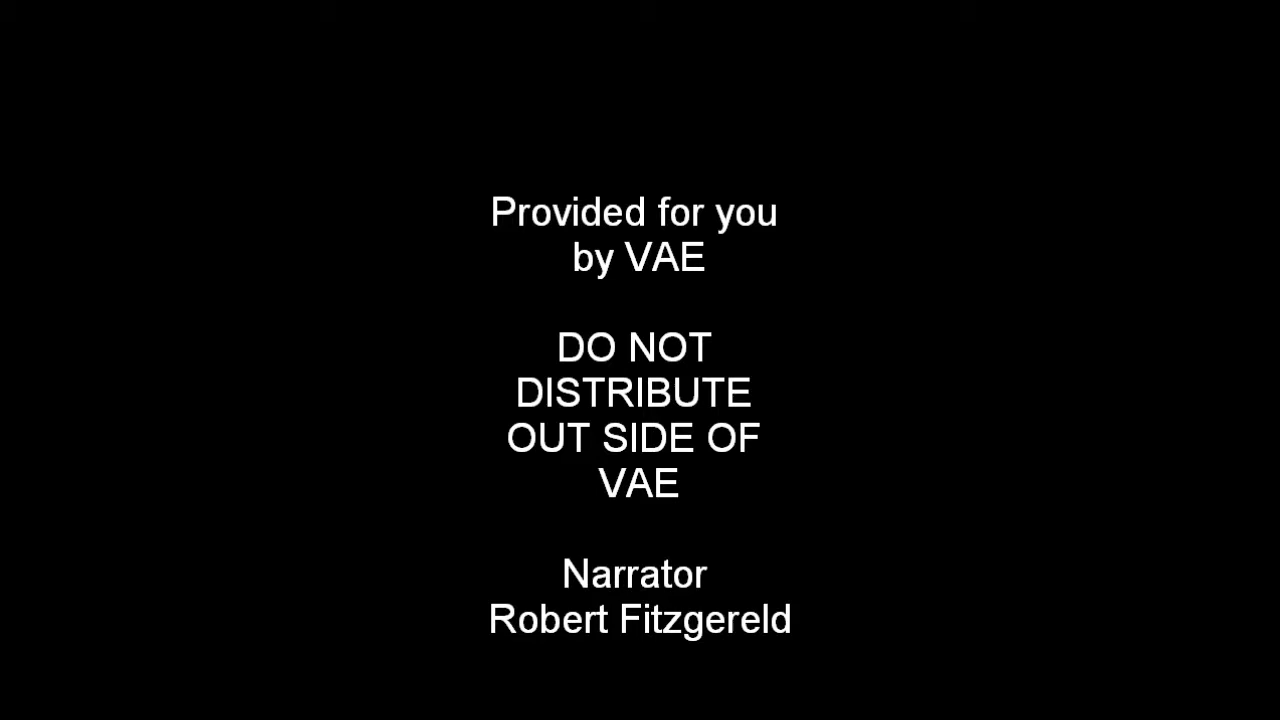 Provided for you
by VAE
DO NOT
DISTRIBUTE
OUT SIDE OF
VAE
Narrator
Robert Fitzgereld